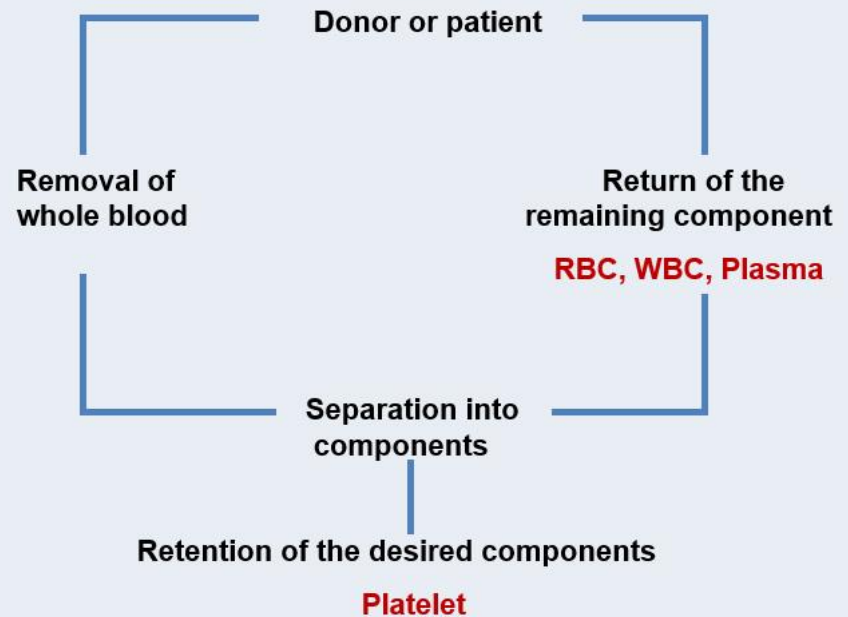 Donor or patient
Removal of
whole blood
Return of the
remaining component
RBC, WBC, Plasma
Separation into
components
Retention of the desired components
Platelet